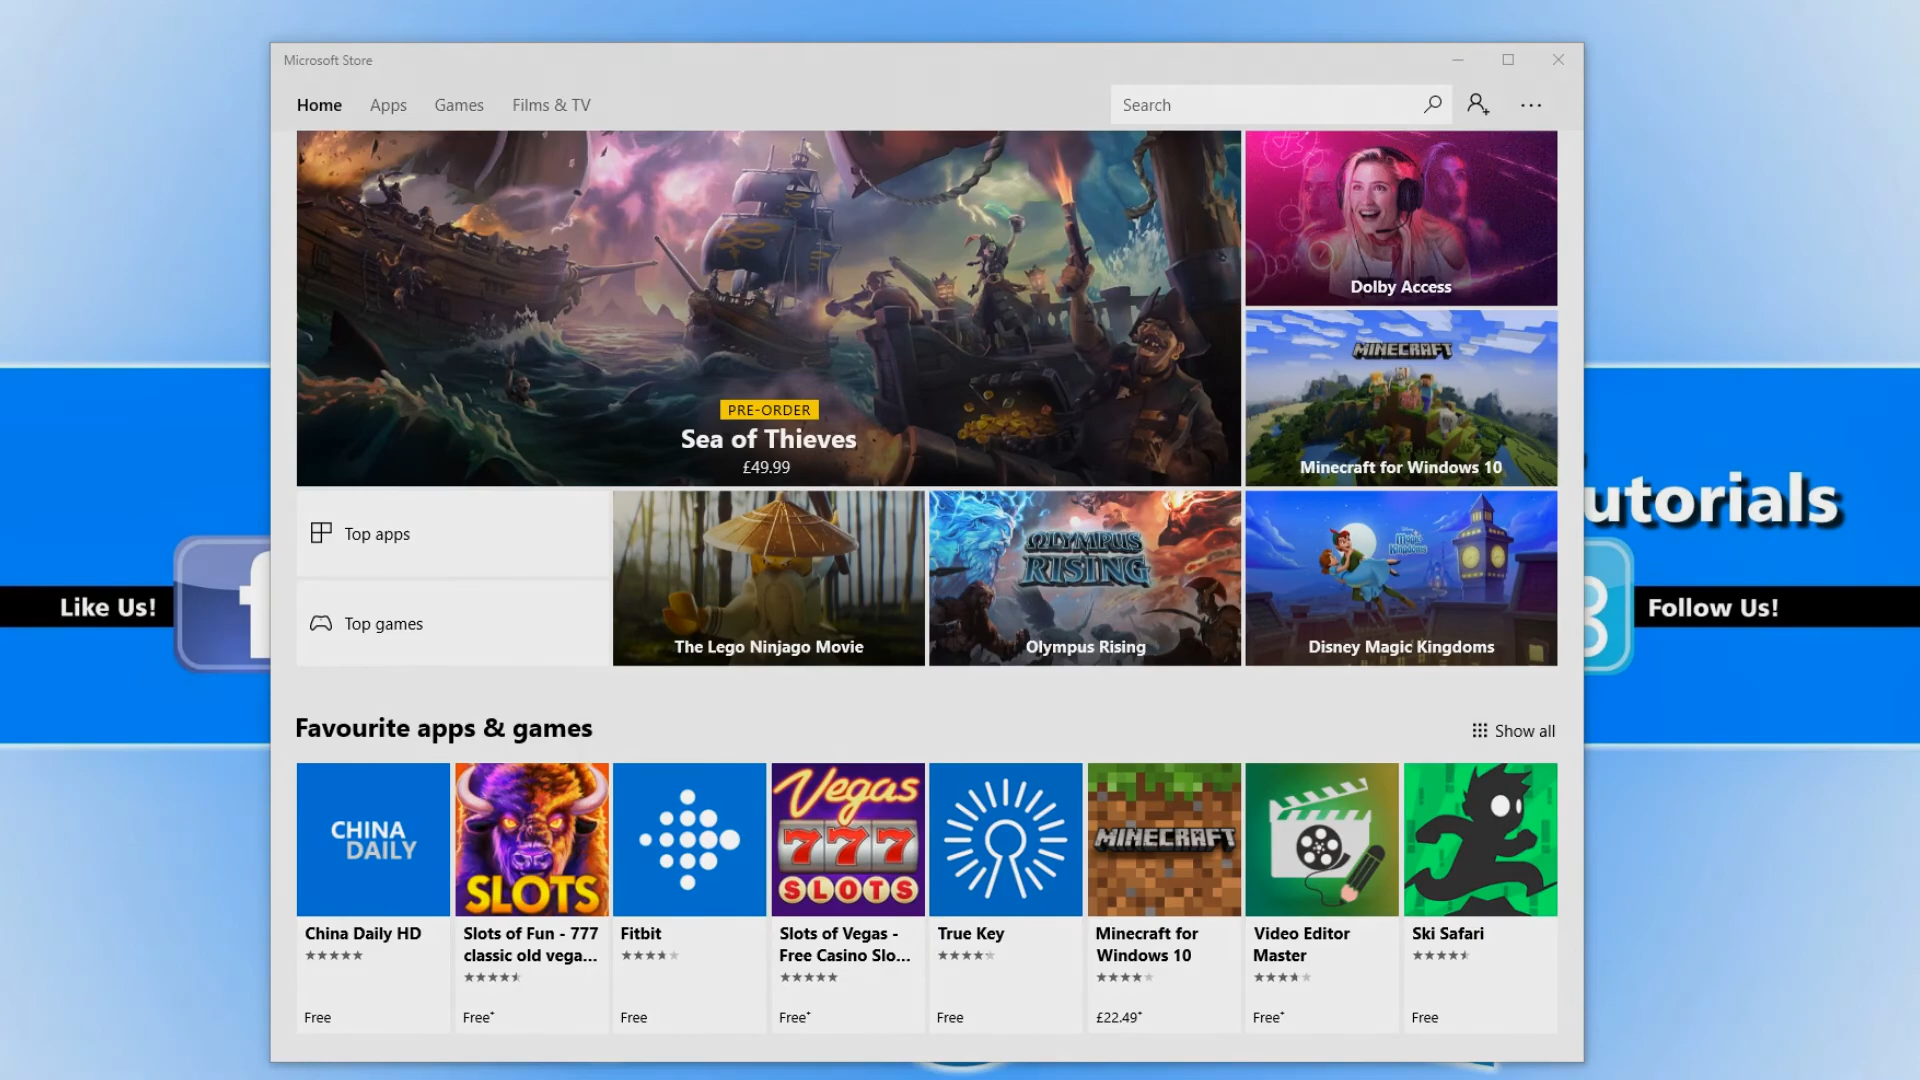 Microsoft Store
Home Apps Games Films & TV
Search
PRE-ORDER
Sea of Thieves
£49.99
Dolby Access
MINECRAFT
Minecraft for Windows 10
Top apps
Top games
The Lego Ninjago Movie
OLYMPUS
RISING
Olympus Rising
Disney
Magic
Kingdoms
Disney Magic Kingdoms
utorials
Like Us!
f
Follow Us!
Favourite apps & games
Show all
CHINA
DAILY
SLOTS
Vegas
777
SLOTS
MINECRAFT
China Daily HD
Free
Slots of Fun - 777
classic old vega...
Free*
Fitbit
Free
Slots of Vegas -
Free Casino Slo...
Free*
True Key
Free
Minecraft for
Windows 10
£22.49*
Video Editor
Master
Free*
Ski Safari
Free